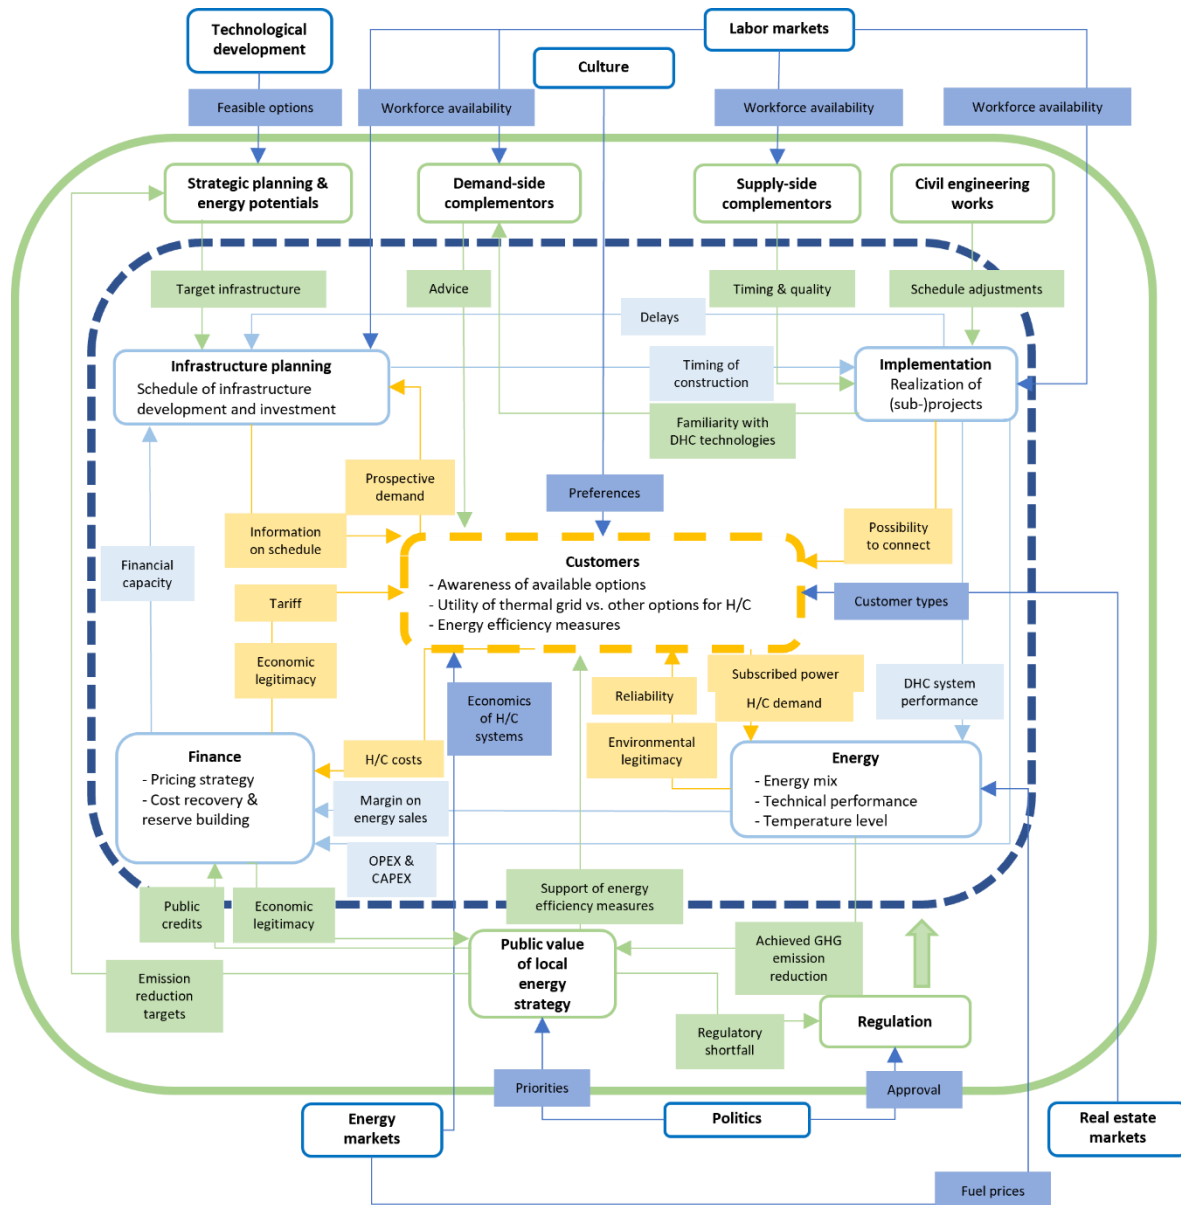 Technological
development
Labor markets
Culture
Feasible options
Workforce availability
Workforce availability
Workforce availability
Strategic planning &
energy potentials
Demand-side
complementors
Supply-side
complementors
Civil engineering
works
Target infrastructure
Advice
Timing & quality
Schedule adjustments
Delays
Infrastructure planning
Schedule of infrastructure
development and investment
Timing of
construction
Implementation
Realization of
(sub-)projects
Familiarity with
DHC technologies
Prospective
demand
Preferences
Information
on schedule
Possibility
to connect
Financial
capacity
Customers
- Awareness of available options
- Utility of thermal grid vs. other options for H/C
- Energy efficiency measures
Tariff
Customer types
Economic
legitimacy
Economics
of H/C
systems
Reliability
Subscribed power
H/C demand
DHC system
performance
Environmental
legitimacy
Finance
- Pricing strategy
- Cost recovery &
reserve building
H/C costs
Energy
- Energy mix
- Technical performance
- Temperature level
Margin on
energy sales
OPEX &
CAPEX
Public
credits
Economic
legitimacy
Support of energy
efficiency measures
Public value
of local
energy
strategy
Achieved GHG
emission
reduction
Emission
reduction
targets
Regulatory
shortfall
Regulation
Priorities
Approval
Energy
markets
Politics
Real estate
markets
Fuel prices